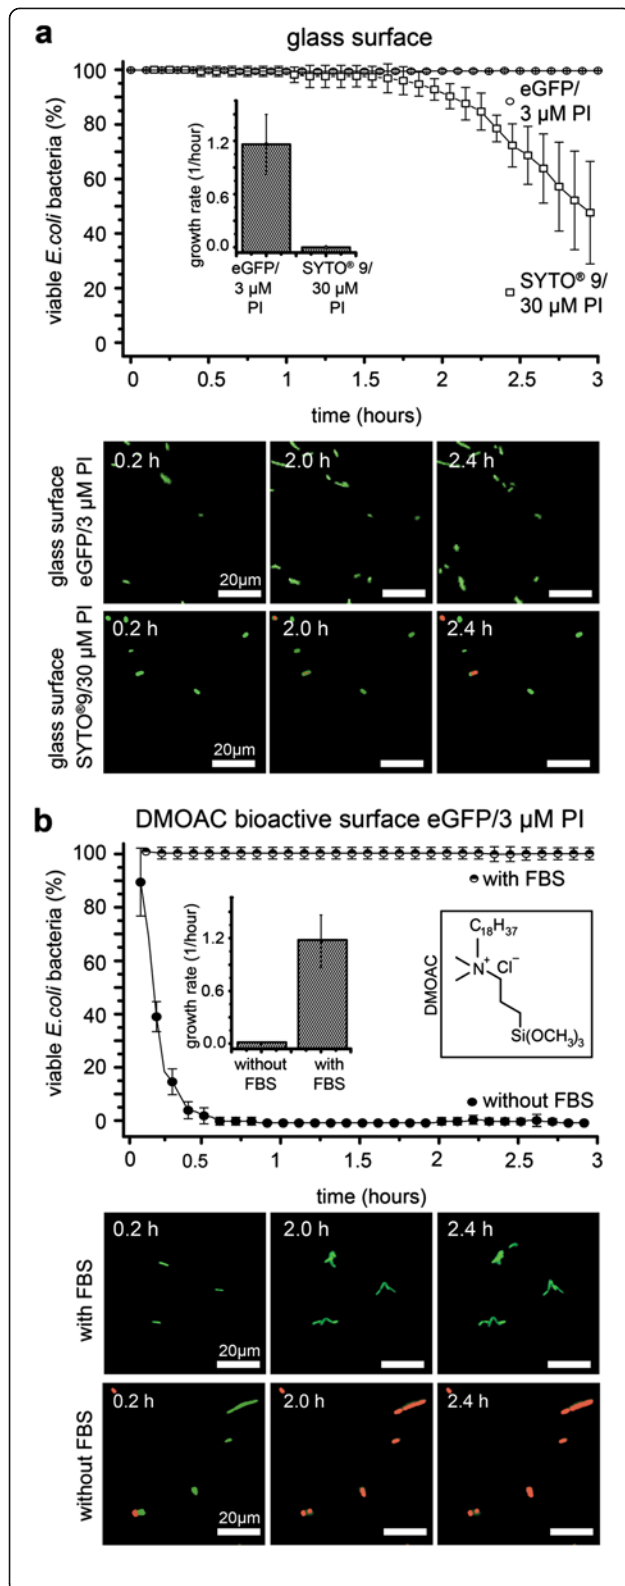 a
glass surface
viable E.coli bacteria (%)
100
80
60
40
20
0
growth rate (1/hour)
1.2
0.6
0.0
eGFP/
3 µM
PI
SYTO® 9/
30 µM PI
eGFP/
3 µM PI
SYTO® 9/
30 µM PI
0
0.5
1
1.5
2
2.5
3
time (hours)
glass surface
eGFP/3 µM PI
0.2 h
20µm
2.0 h
2.4 h
glass surface
SYTO®9/30 µM PI
0.2 h
20µm
2.0 h
2.4 h
b
DMOAC bioactive surface eGFP/3 µM PI
viable E.coli bacteria (%)
100
80
60
40
20
0
growth rate (1/hour)
1.2
0.6
0.0
without
FBS
with
FBS
with FBS
DMOAC
C18H37
N+ Cl−
Si(OCH3)3
without FBS
0
0.5
1
1.5
2
2.5
3
time (hours)
with FBS
0.2 h
20µm
2.0 h
2.4 h
without FBS
0.2 h
20µm
2.0 h
2.4 h